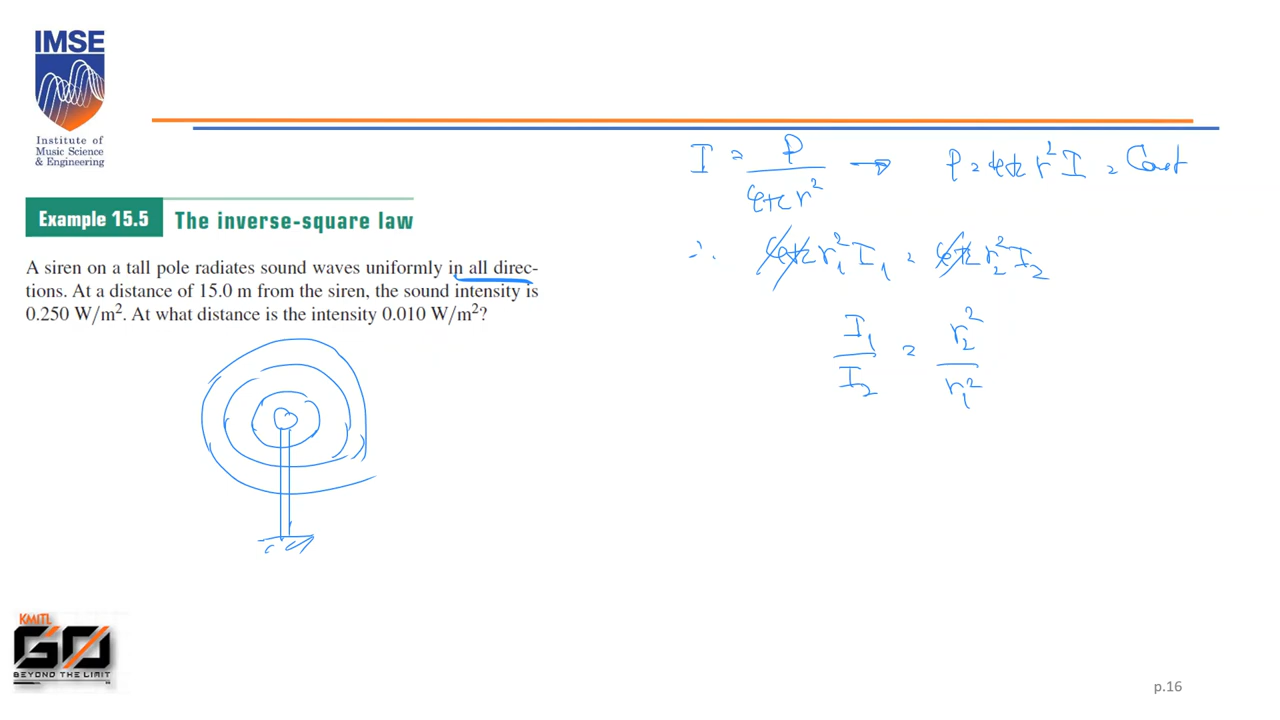 IMSE
Institute of
Music Science
& Engineering
Example 15.5 The inverse-square law
A siren on a tall pole radiates sound waves uniformly in all direc-
tions. At a distance of 15.0 m from the siren, the sound intensity is
0.250 W/m². At what distance is the intensity 0.010 W/m²?
I = P / 4πr² → P = 4πr²I = Const
∴ 4πr₁²I₁ = 4πr₂²I₂
I₁ / I₂ = r₂² / r₁²
KMITL
GO
BEYOND THE LIMIT
p.16